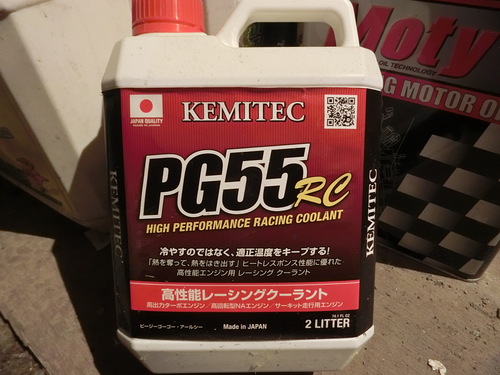 JAPAN QUALITY
KEMITEC
PG55RC
HIGH PERFORMANCE RACING COOLANT
冷やすのではなく、適正温度をキープする!
「熱を奪って、熱をはき出す」ヒートレスポンス性能に優れた
高性能エンジン用 レーシング クーラント
高性能レーシングクーラント
高出力ターボエンジン/高回転型NAエンジン/サーキット走行用エンジン
ピージーゴーゴー・アールシー
Made in JAPAN
70.1 FL OZ
2 LITTER
KEMITEC
KEMITEC
Moty
OIL TECHNOLOGY
G MOTOR O